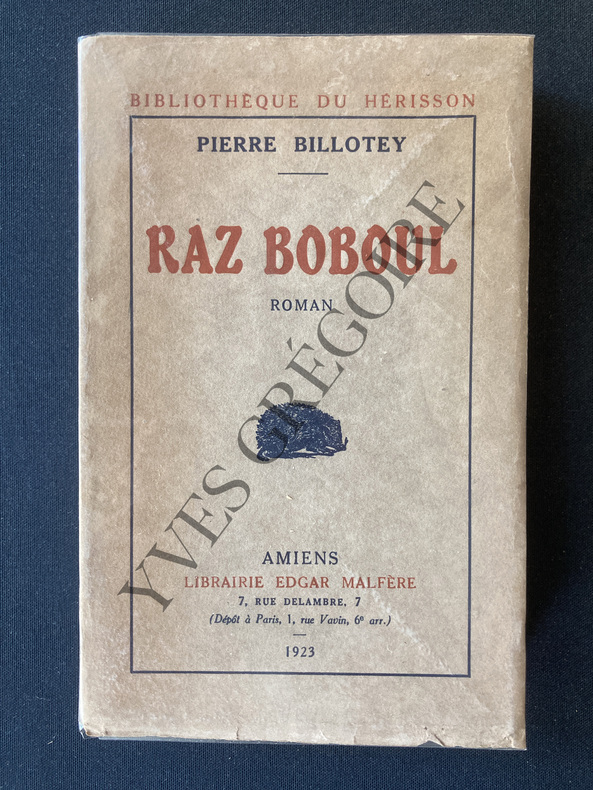 BIBLIOTHÈQUE DU HÉRISSON
PIERRE BILLOTEY
RAZ BOBOUL
ROMAN
YVES GRÉGOIRE
AMIENS
LIBRAIRIE EDGAR MALFÈRE
7, RUE DELAMBRE, 7
(Dépôt à Paris, 1, rue Vavin, 6e arr.)
1923